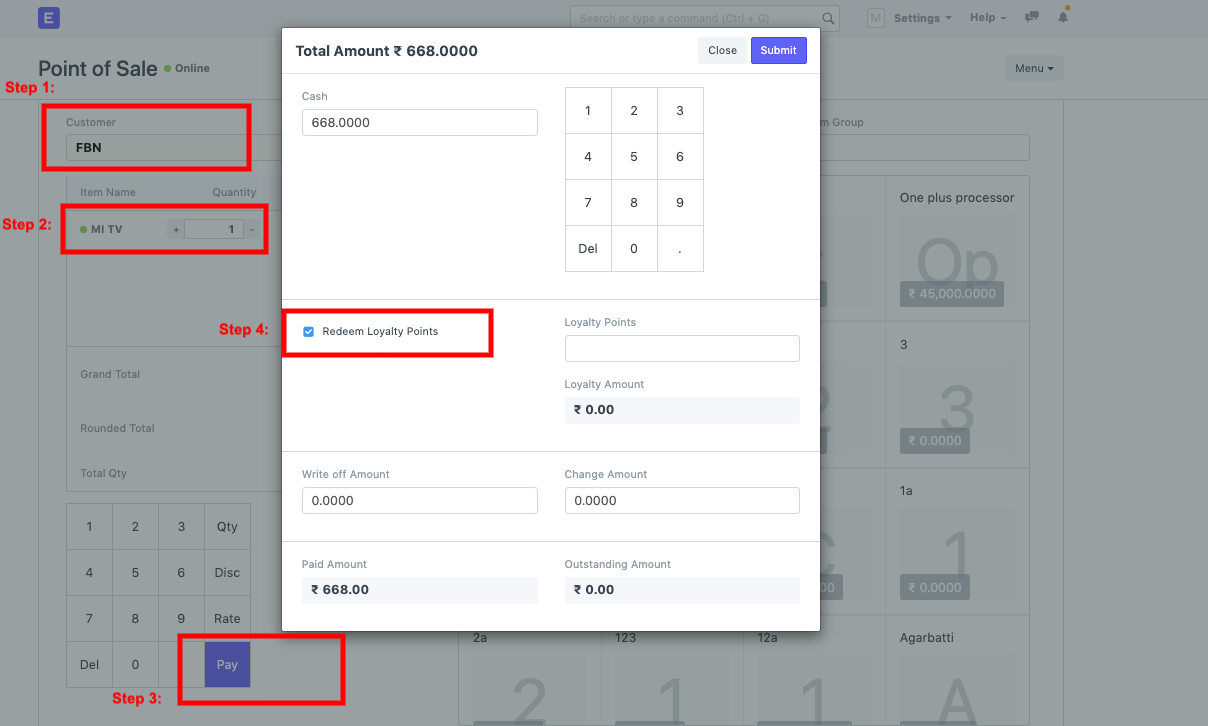 E
Search or type a command (Ctrl + G)
M
Settings
Help
Point of Sale
Online
Menu
Step 1:
Customer
FBN
m Group
Item Name
Quantity
Step 2:
MI TV
+
1
-
Grand Total
Rounded Total
Total Qty
1 2 3 Qty
4 5 6 Disc
7 8 9 Rate
Del 0 Pay
Step 3:
Total Amount ₹ 668.0000
Close
Submit
Cash
668.0000
1 2 3
4 5 6
7 8 9
Del 0 .
Step 4:
Redeem Loyalty Points
Loyalty Points
Loyalty Amount
₹ 0.00
Write off Amount
0.0000
Change Amount
0.0000
Paid Amount
₹ 668.00
Outstanding Amount
₹ 0.00
One plus processor
Op
₹ 45,000.0000
3
3
₹ 0.0000
1a
1
₹ 0.0000
00
2a
2
123
1
12a
1
Agarbatti
A